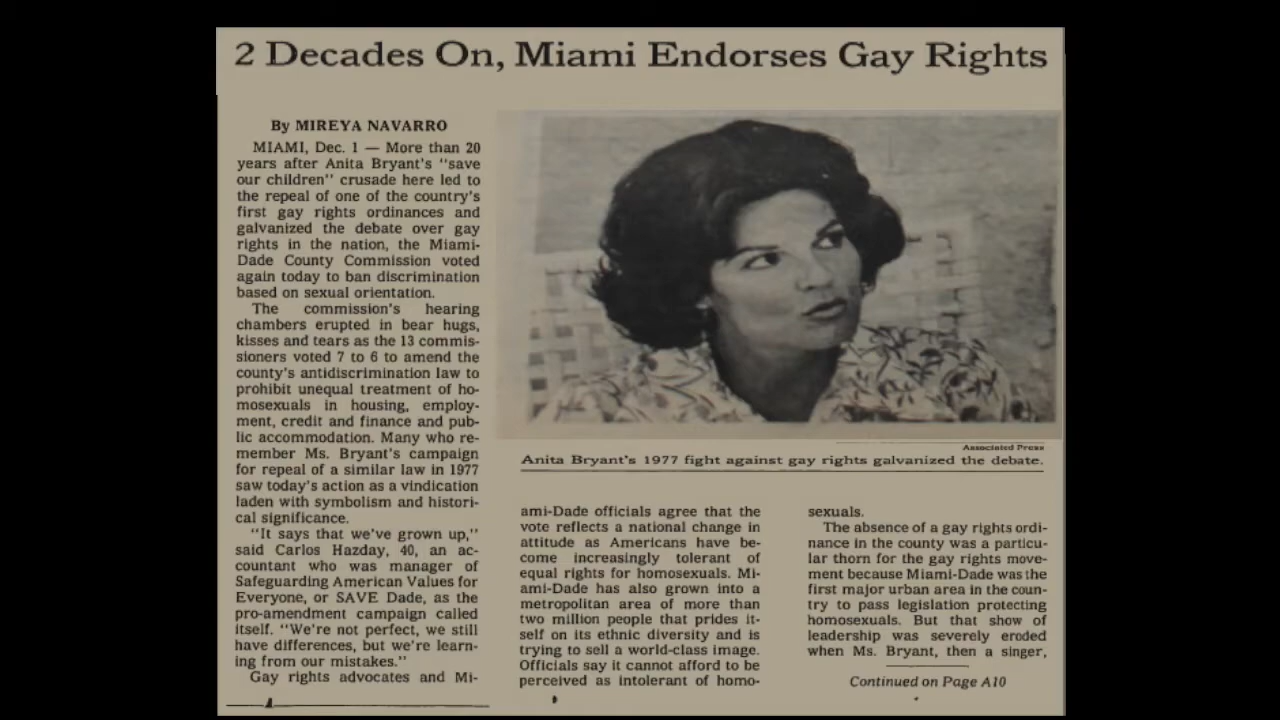 2 Decades On, Miami Endorses Gay Rights
By MIREYA NAVARRO
MIAMI, Dec. 1 — More than 20
years after Anita Bryant's "save
our children" crusade here led to
the repeal of one of the country's
first gay rights ordinances and
galvanized the debate over gay
rights in the nation, the Miami-
Dade County Commission voted
again today to ban discrimination
based on sexual orientation.
The commission's hearing
chambers erupted in bear hugs,
kisses and tears as the 13 commis-
sioners voted 7 to 6 to amend the
county's antidiscrimination law to
prohibit unequal treatment of ho-
mosexuals in housing, employ-
ment, credit and finance and pub-
lic accommodation. Many who re-
member Ms. Bryant's campaign
for repeal of a similar law in 1977
saw today's action as a vindication
laden with symbolism and histori-
cal significance.
"It says that we've grown up,"
said Carlos Hazday, 40, an ac-
countant who was manager of
Safeguarding American Values for
Everyone, or SAVE Dade, as the
pro-amendment campaign called
itself. "We're not perfect, we still
have differences, but we're learn-
ing from our mistakes."
Gay rights advocates and Mi-
Associated Press
Anita Bryant's 1977 fight against gay rights galvanized the debate.
ami-Dade officials agree that the
vote reflects a national change in
attitude as Americans have be-
come increasingly tolerant of
equal rights for homosexuals. Mi-
ami-Dade has also grown into a
metropolitan area of more than
two million people that prides it-
self on its ethnic diversity and is
trying to sell a world-class image.
Officials say it cannot afford to be
perceived as intolerant of homo-
sexuals.
The absence of a gay rights ordi-
nance in the county was a particu-
lar thorn for the gay rights move-
ment because Miami-Dade was the
first major urban area in the coun-
try to pass legislation protecting
homosexuals. But that show of
leadership was severely eroded
when Ms. Bryant, then a singer,
Continued on Page A10